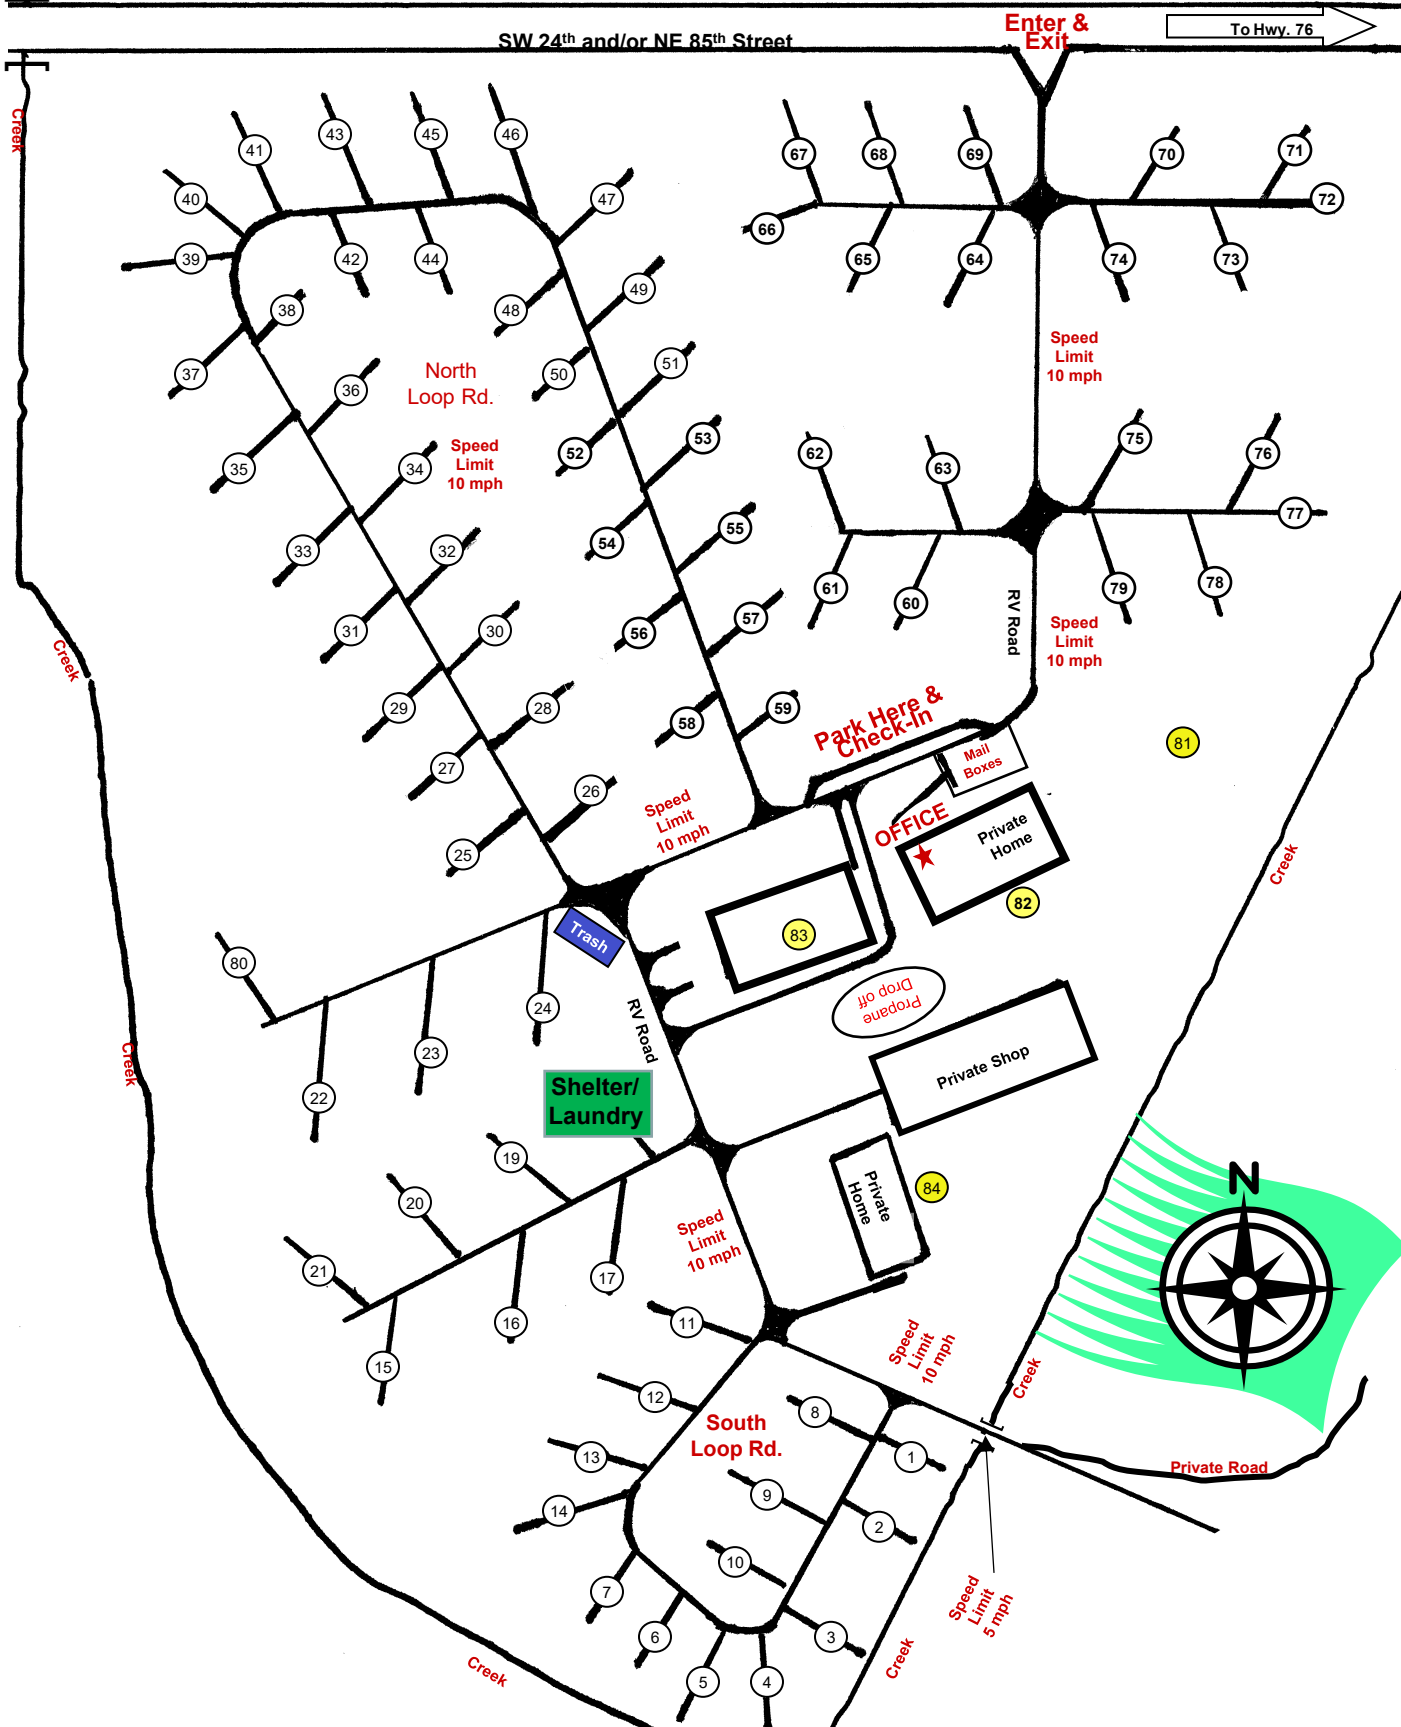 Enter &
Exit
To Hwy. 76
SW 24th and/or NE 85th Street
Creek
43
45
46
41
67
68
69
70
71
40
47
72
66
39
42
44
65
64
74
73
49
38
48
Speed
Limit
10 mph
37
50
51
36
North
Loop Rd.
Speed
Limit
10 mph
35
34
52
53
62
63
75
76
77
33
32
54
55
61
60
79
78
RV Road
Speed
Limit
10 mph
31
30
56
57
Creek
29
28
58
59
Park Here &
Check-In
81
Mail
Boxes
27
26
Speed
Limit
10 mph
25
OFFICE
Private
Home
82
Creek
Trash
83
80
24
Propane
Drop off
RV Road
23
22
Creek
Private Shop
Shelter/
Laundry
19
20
21
17
16
15
Private
Home
84
N
Speed
Limit
10 mph
11
Speed
Limit
10 mph
Creek
12
8
South
Loop Rd.
13
1
Private Road
14
9
2
10
7
6
3
5
4
Speed
Limit
5 mph
Creek
Creek